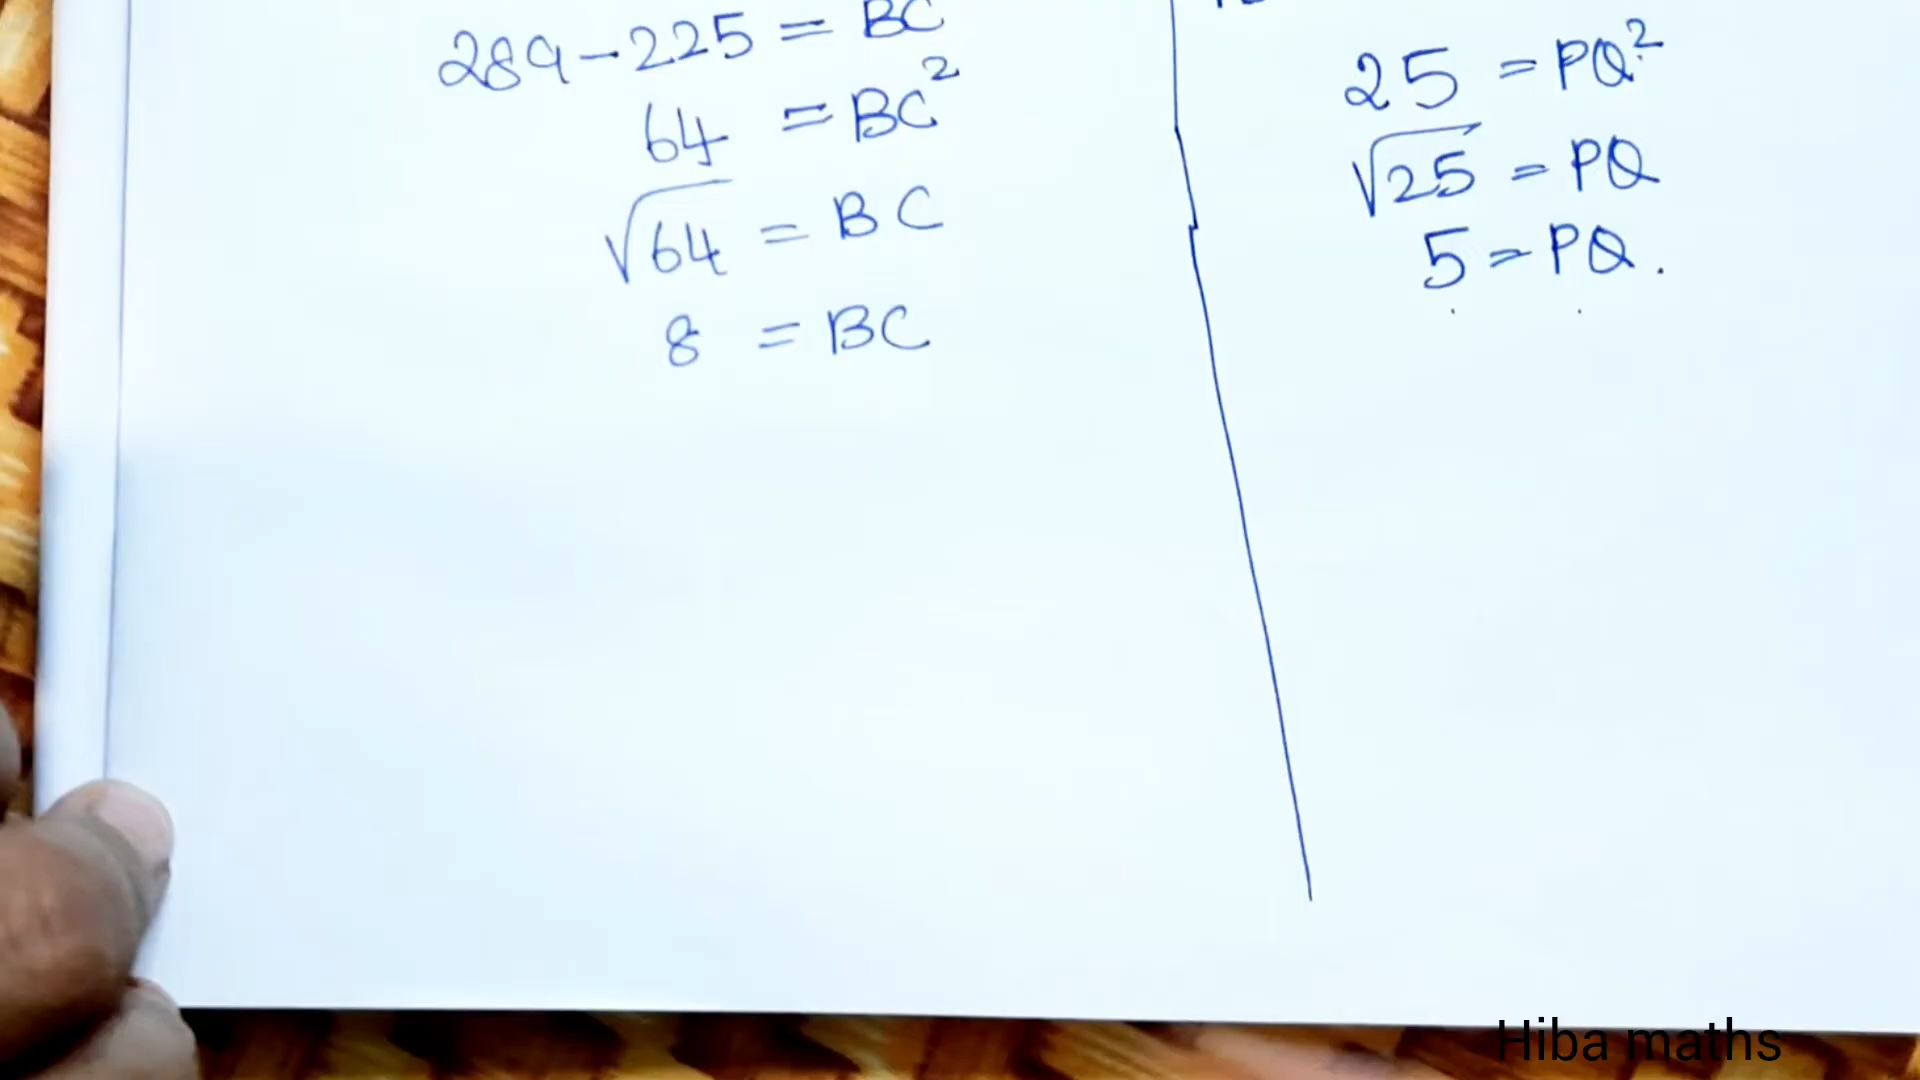 289-225 = BC
64 = BC²
√64 = BC
8 = BC
25 = PQ²
√25 = PQ
5 = PQ.
Hiba maths